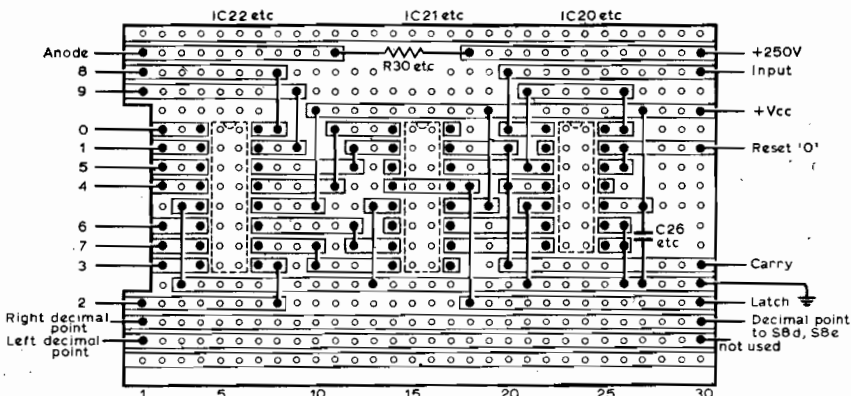 IC22 etc IC21 etc IC20 etc
Anode
R30 etc
+250V
8
Input
9
+Vcc
0
1
Reset '0'
5
4
6
C26 etc
7
3
Carry
2
Latch
Right decimal point
Decimal point to S8d, S8e
Left decimal point
not used
1 5 10 15 20 25 30